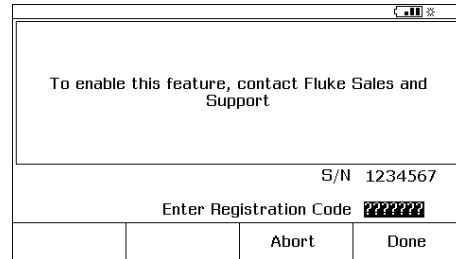 To enable this feature, contact Fluke Sales and
Support
S/N 1234567
Enter Registration Code ???????
Abort Done